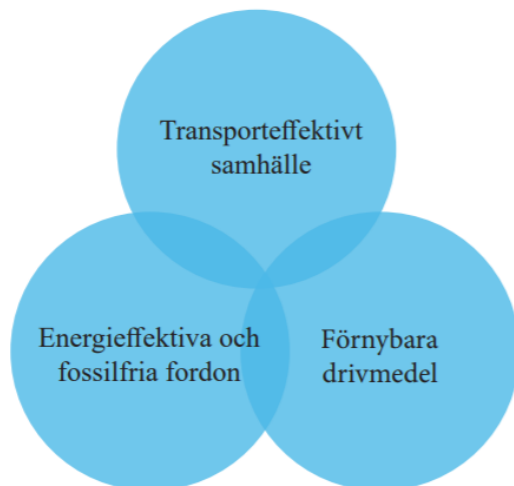 Transporteffektivt
samhälle
Energieffektiva och
fossilfria fordon
Förnybara
drivmedel